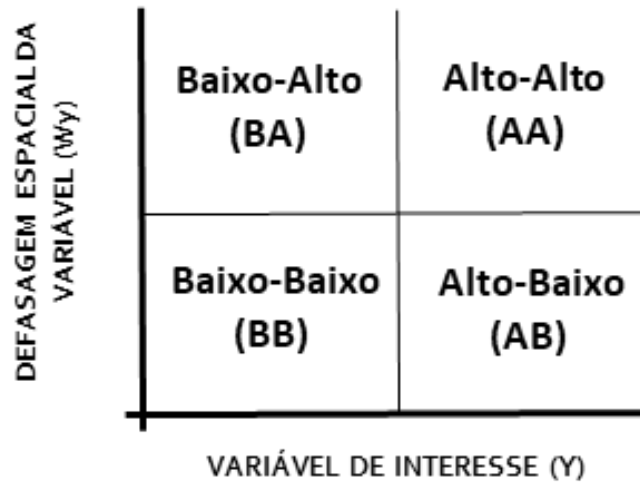 DEFASAGEM ESPACIAL DA
VARIÁVEL (Wy)
Baixo-Alto
(BA)
Alto-Alto
(AA)
Baixo-Baixo
(BB)
Alto-Baixo
(AB)
VARIÁVEL DE INTERESSE (Y)